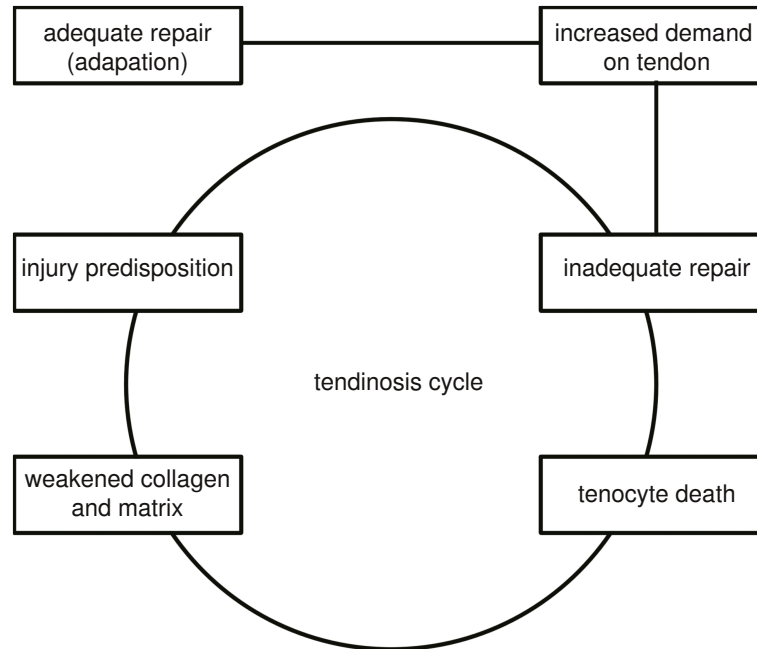 adequate repair
(adapation)
increased demand
on tendon
injury predisposition
inadequate repair
tendinosis cycle
weakened collagen
and matrix
tenocyte death